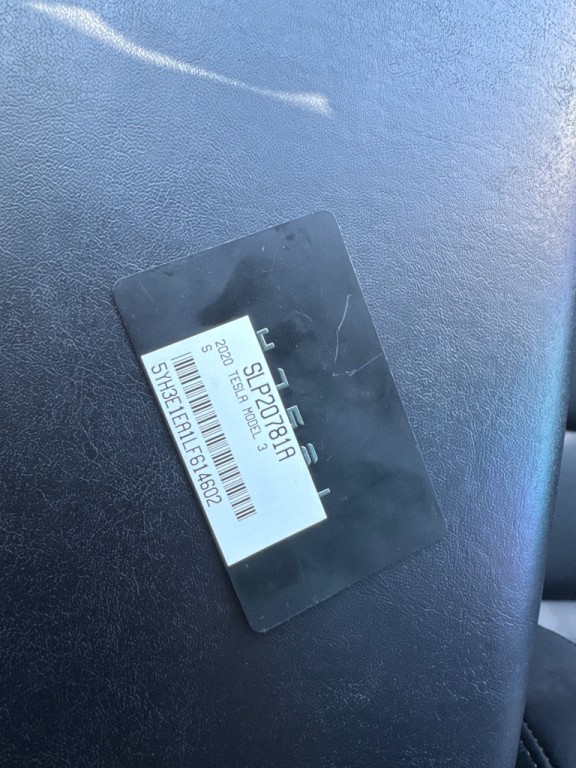 TESLA
SLP20781A
2020 TESLA MODEL 3
S
5YJ3E1EA1LF614602